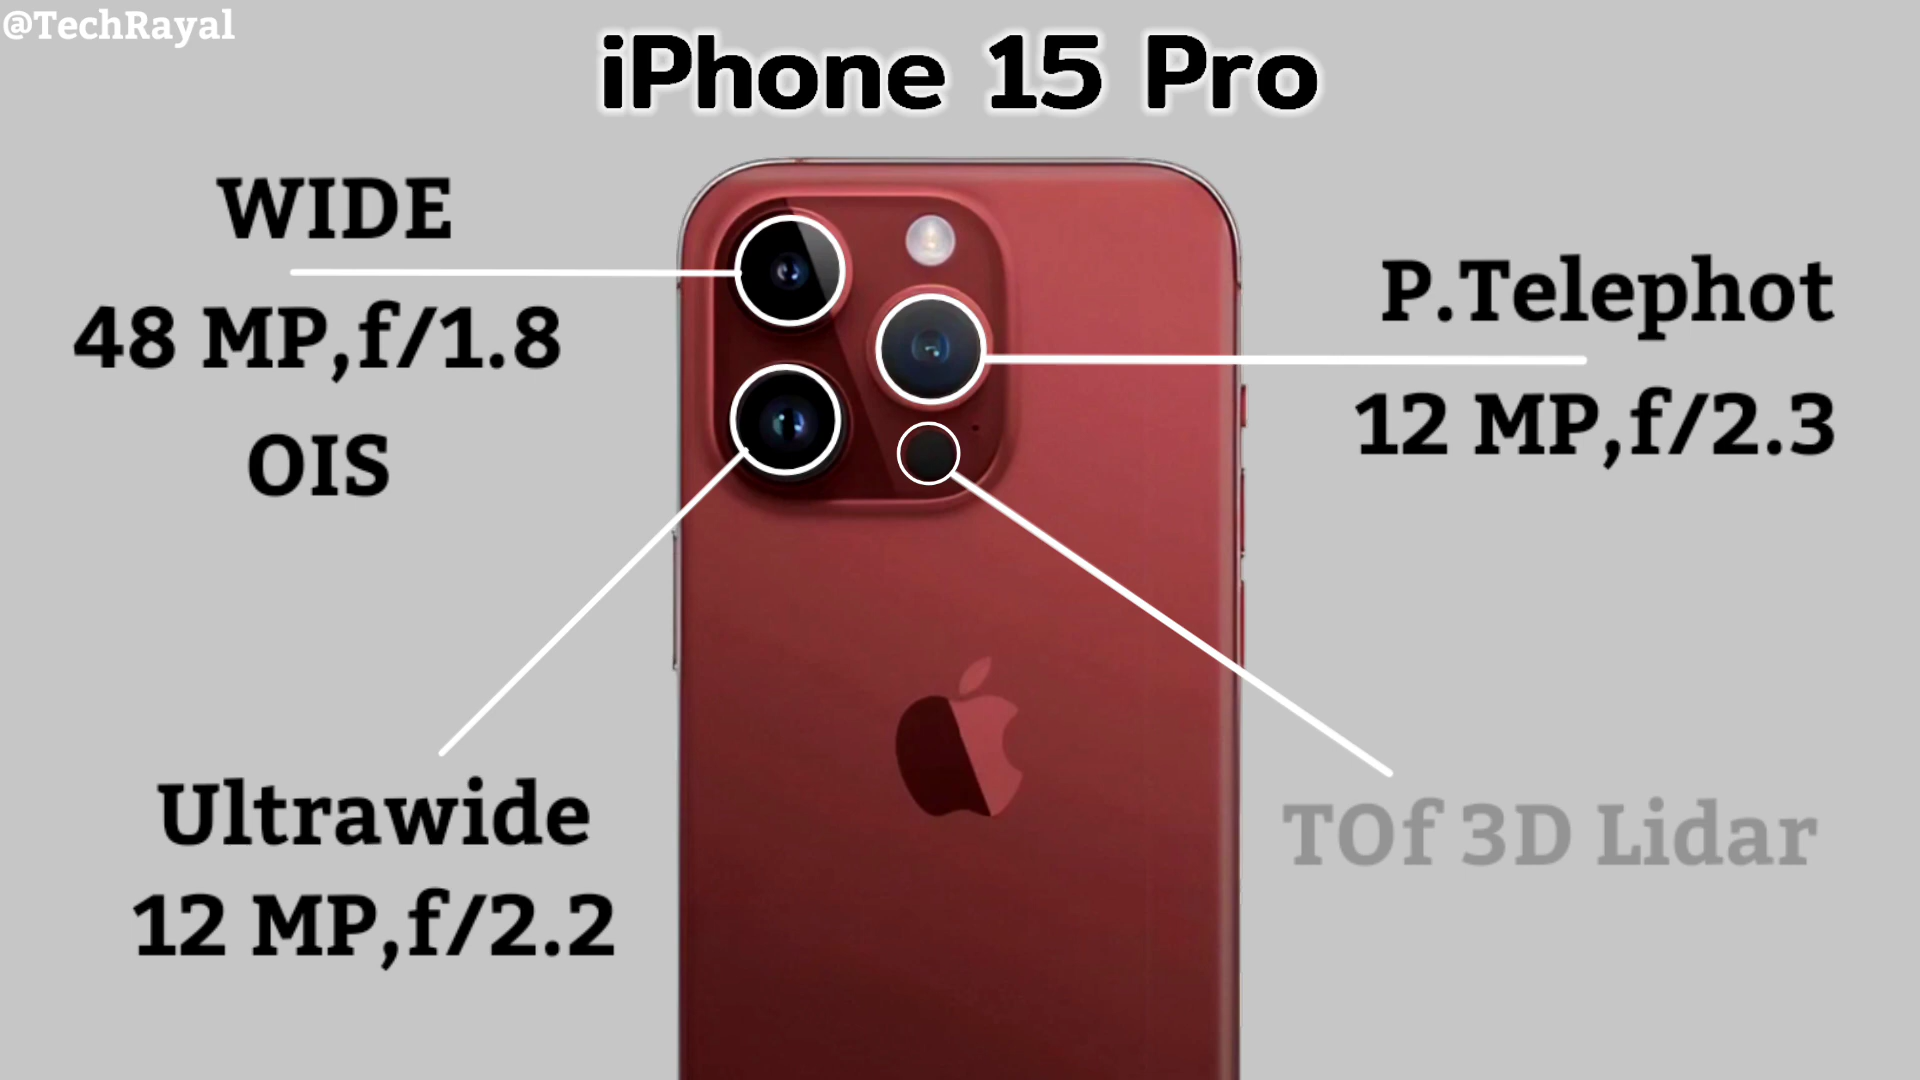 @TechRayal
iPhone 15 Pro
WIDE
48 MP,f/1.8
OIS
P.Telephot
12 MP,f/2.3
Ultrawide
12 MP,f/2.2
TOf 3D Lidar